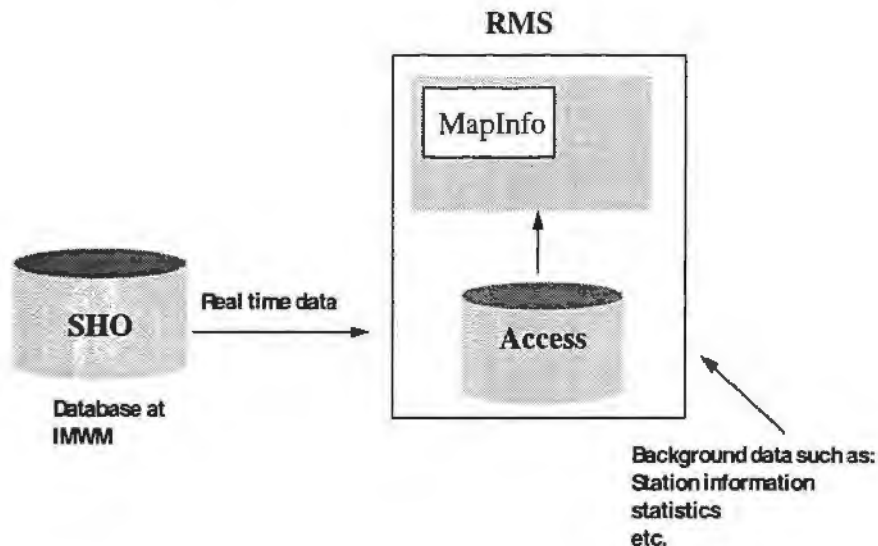 RMS
MapInfo
SHO
Real time data
Access
Database at
IMWM
Background data such as:
Station information
statistics
etc.